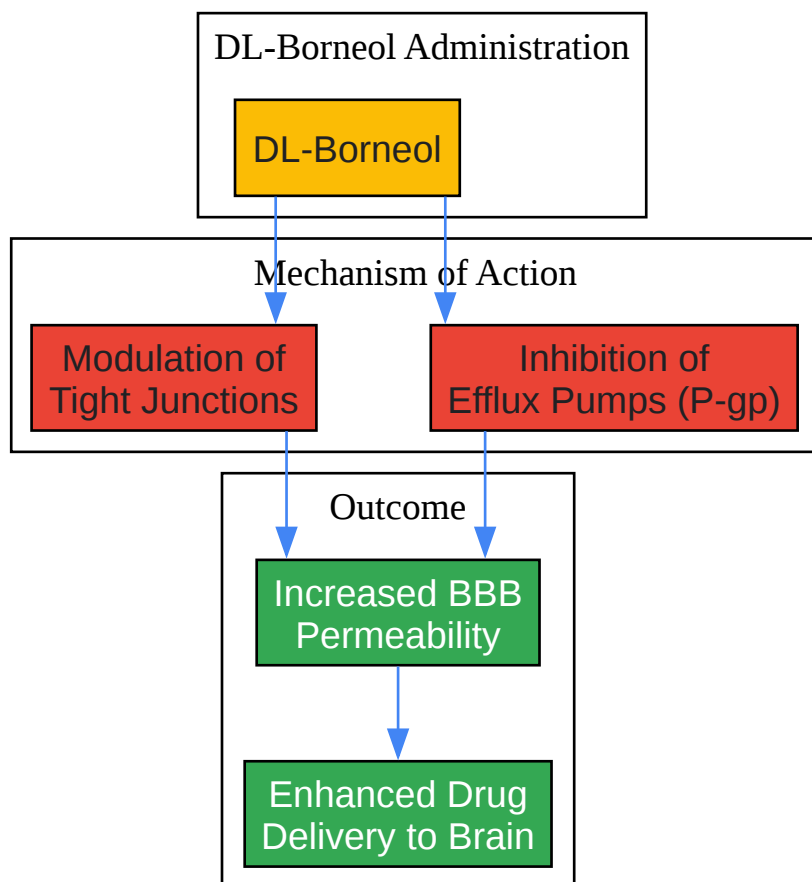 DL-Borneol Administration
DL-Borneol
Mechanism of Action
Modulation of
Tight Junctions
Inhibition of
Efflux Pumps (P-gp)
Outcome
Increased BBB
Permeability
Enhanced Drug
Delivery to Brain